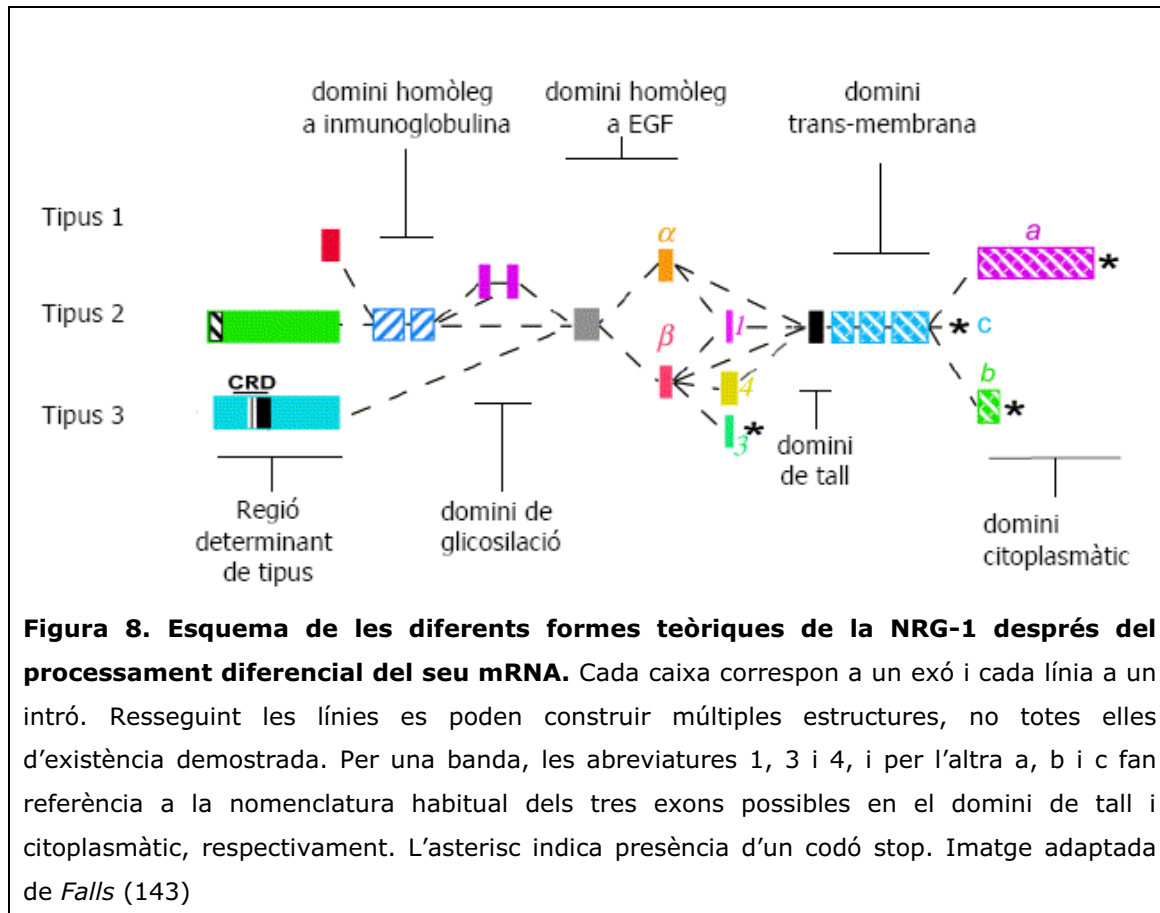 domini homòleg
a inmunoglobulina
domini homòleg
a EGF
domini
trans-membrana
Tipus 1
α
a
*
Tipus 2
1
* c
β
4
b
*
CRD
Tipus 3
3*
domini
de tall
Regió
determinant
de tipus
domini de
glicosilació
domini
citoplasmàtic
Figura 8. Esquema de les diferents formes teòriques de la NRG-1 després del
processament diferencial del seu mRNA. Cada caixa correspon a un exó i cada línia a un
intró. Resseguint les línies es poden construir múltiples estructures, no totes elles
d’existència demostrada. Per una banda, les abreviatures 1, 3 i 4, i per l’altra a, b i c fan
referència a la nomenclatura habitual dels tres exons possibles en el domini de tall i
citoplasmàtic, respectivament. L’asterisc indica presència d’un codó stop. Imatge adaptada
de Falls (143)